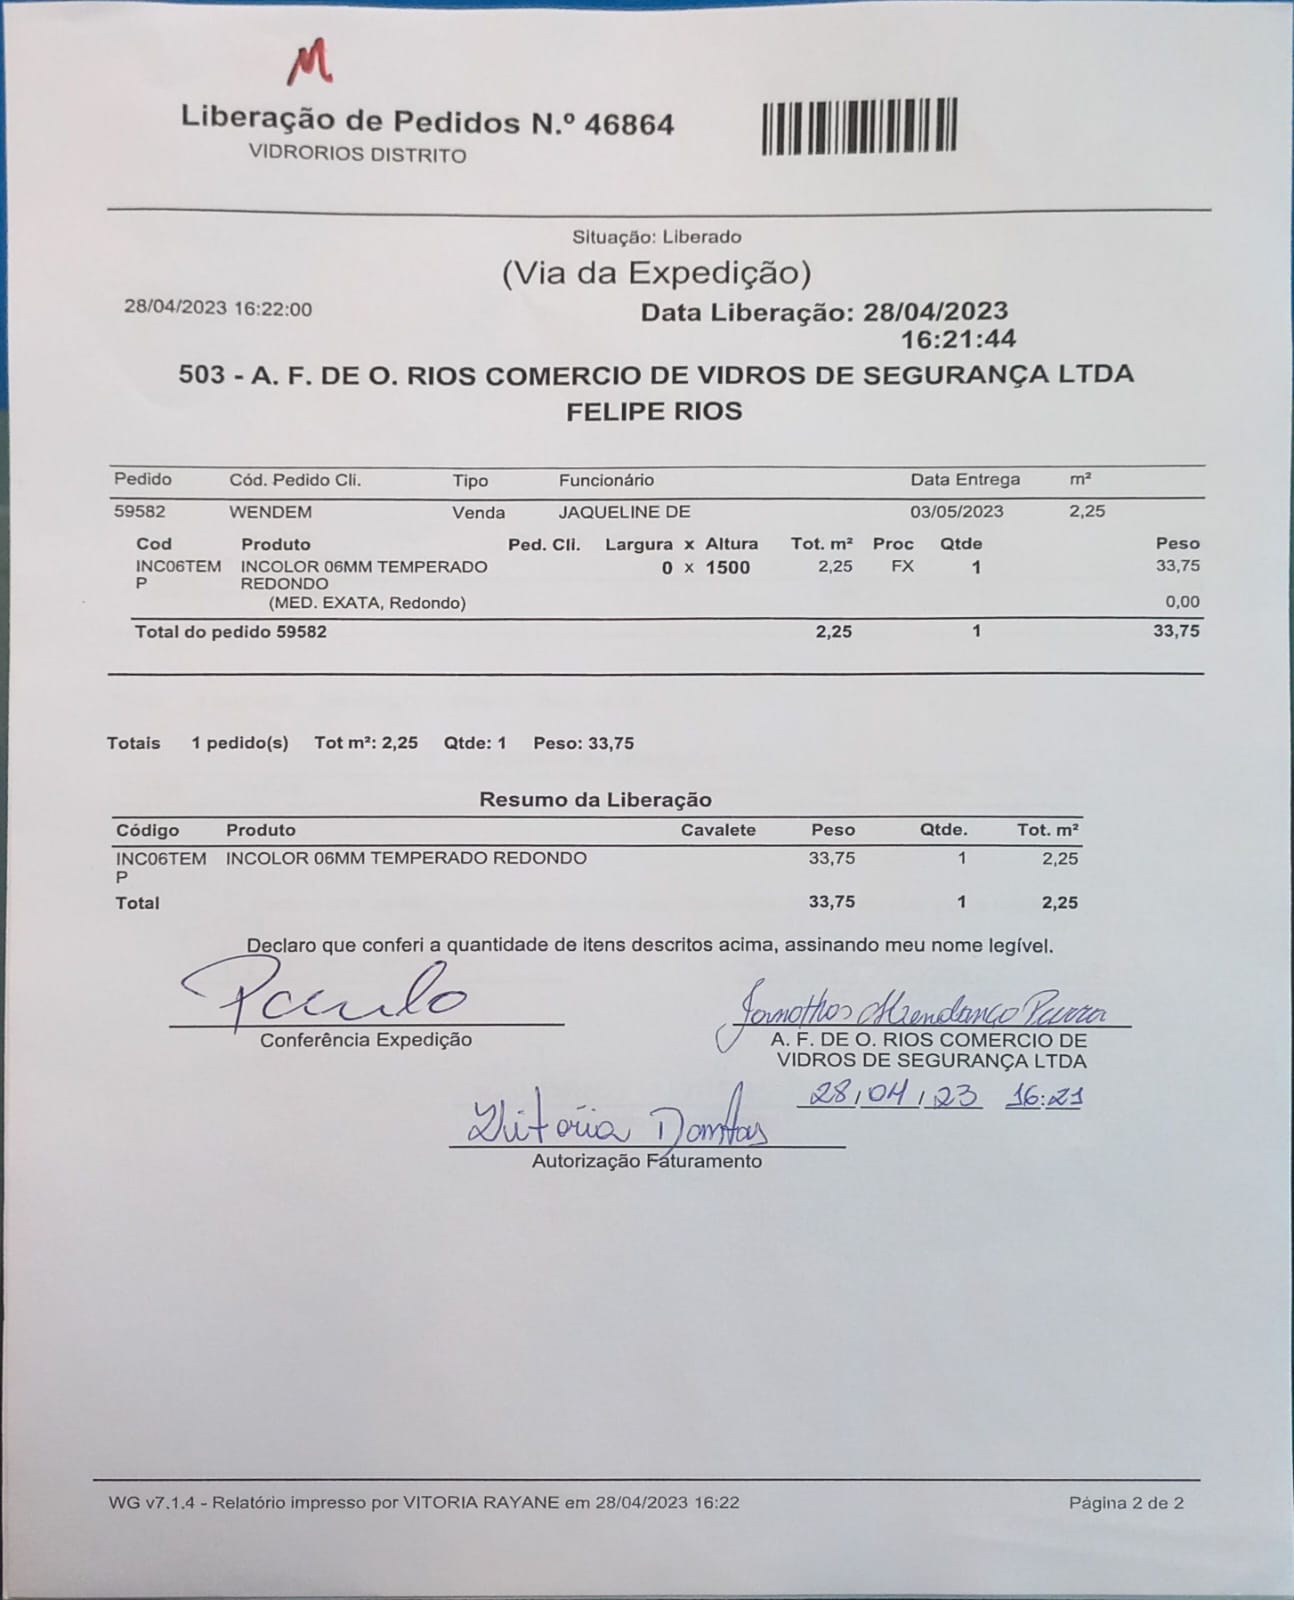 M
Liberação de Pedidos N.º 46864
VIDRORIOS DISTRITO
Situação: Liberado
(Via da Expedição)
28/04/2023 16:22:00
Data Liberação: 28/04/2023
16:21:44
503 - A. F. DE O. RIOS COMERCIO DE VIDROS DE SEGURANÇA LTDA
FELIPE RIOS
Pedido Cód. Pedido Cli. Tipo Funcionário Data Entrega m²
59582 WENDEM Venda JAQUELINE DE 03/05/2023 2,25
Cod Produto Ped. Cli. Largura x Altura Tot. m² Proc Qtde Peso
INC06TEM INCOLOR 06MM TEMPERADO 0 x 1500 2,25 FX 1 33,75
P REDONDO
(MED. EXATA, Redondo) 0,00
Total do pedido 59582 2,25 1 33,75
Totais 1 pedido(s) Tot m²: 2,25 Qtde: 1 Peso: 33,75
Resumo da Liberação
Código Produto Cavalete Peso Qtde. Tot. m²
INC06TEM INCOLOR 06MM TEMPERADO REDONDO 33,75 1 2,25
P
Total 33,75 1 2,25
Declaro que conferi a quantidade de itens descritos acima, assinando meu nome legível.
Paulo
Conferência Expedição
A. F. DE O. RIOS COMERCIO DE
VIDROS DE SEGURANÇA LTDA
28/04/23 16:21
Vitória Dantas
Autorização Faturamento
WG v7.1.4 - Relatório impresso por VITORIA RAYANE em 28/04/2023 16:22 Página 2 de 2